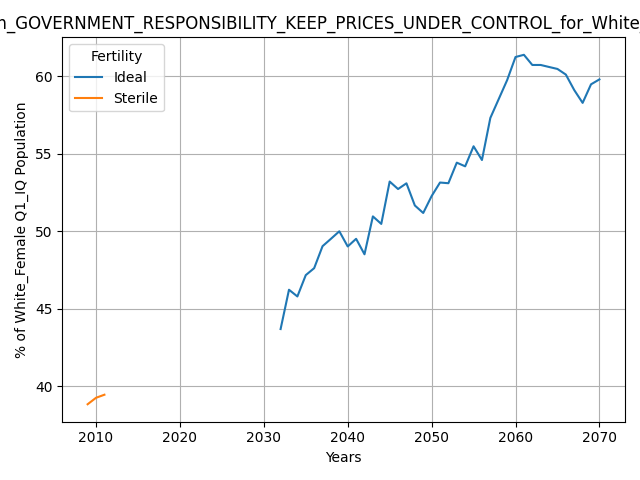 n_GOVERNMENT_RESPONSIBILITY_KEEP_PRICES_UNDER_CONTROL_for_White_
Fertility
Ideal
Sterile
% of White_Female Q1_IQ Population
60
55
50
45
40
2010 2020 2030 2040 2050 2060 2070
Years